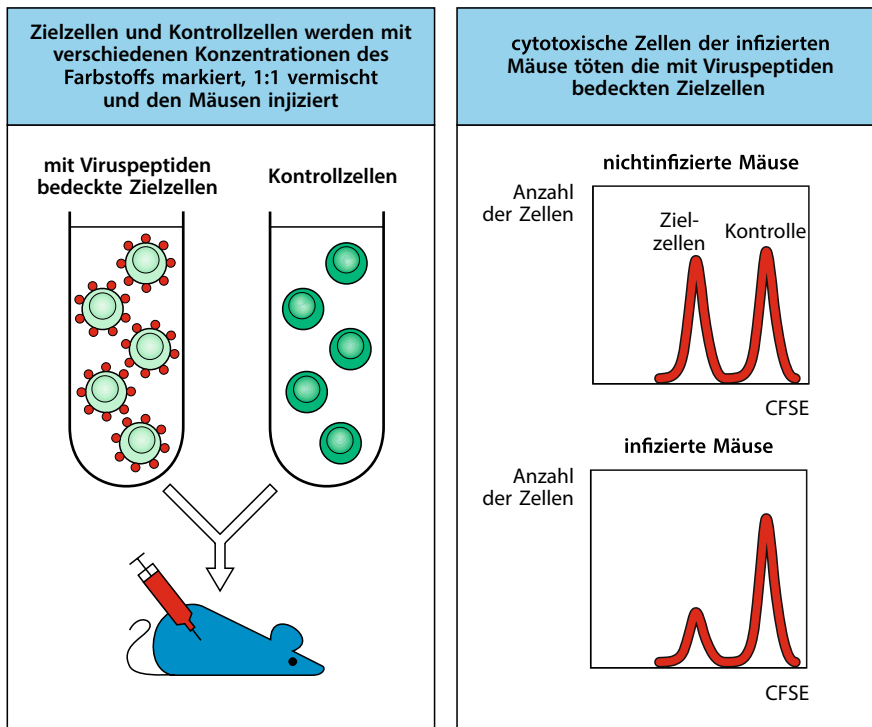 Zielzellen und Kontrollzellen werden mit
verschiedenen Konzentrationen des
Farbstoffs markiert, 1:1 vermischt
und den Mäusen injiziert
mit Viruspeptiden
bedeckte Zielzellen
Kontrollzellen
cytotoxische Zellen der infizierten
Mäuse töten die mit Viruspeptiden
bedeckten Zielzellen
nichtinfizierte Mäuse
Anzahl
der Zellen
Ziel-
zellen
Kontrolle
CFSE
infizierte Mäuse
Anzahl
der Zellen
CFSE